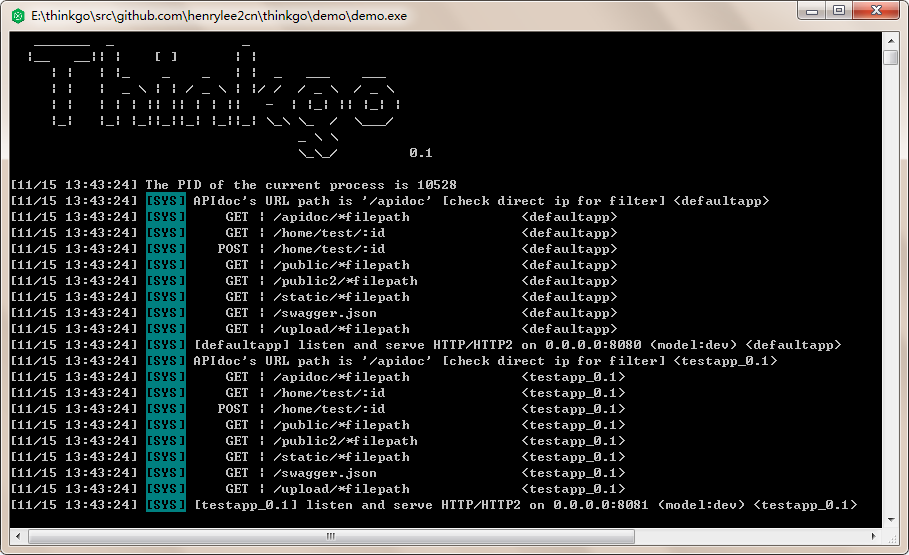 E:\thinkgo\src\github.com\henrylee2cn\thinkgo\demo\demo.exe
Thinkgo
0.1
[11/15 13:43:24] The PID of the current process is 10528
[11/15 13:43:24] [SYS] APIdoc's URL path is '/apidoc' [check direct ip for filter] <defaultapp>
[11/15 13:43:24] [SYS]     GET ¦ /apidoc/*filepath              <defaultapp>
[11/15 13:43:24] [SYS]     GET ¦ /home/test/:id                 <defaultapp>
[11/15 13:43:24] [SYS]    POST ¦ /home/test/:id                 <defaultapp>
[11/15 13:43:24] [SYS]     GET ¦ /public/*filepath              <defaultapp>
[11/15 13:43:24] [SYS]     GET ¦ /public2/*filepath             <defaultapp>
[11/15 13:43:24] [SYS]     GET ¦ /static/*filepath              <defaultapp>
[11/15 13:43:24] [SYS]     GET ¦ /swagger.json                  <defaultapp>
[11/15 13:43:24] [SYS]     GET ¦ /upload/*filepath              <defaultapp>
[11/15 13:43:24] [SYS] [defaultapp] listen and serve HTTP/HTTP2 on 0.0.0.0:8080 (model:dev) <defaultapp>
[11/15 13:43:24] [SYS] APIdoc's URL path is '/apidoc' [check direct ip for filter] <testapp_0.1>
[11/15 13:43:24] [SYS]     GET ¦ /apidoc/*filepath              <testapp_0.1>
[11/15 13:43:24] [SYS]     GET ¦ /home/test/:id                 <testapp_0.1>
[11/15 13:43:24] [SYS]    POST ¦ /home/test/:id                 <testapp_0.1>
[11/15 13:43:24] [SYS]     GET ¦ /public/*filepath              <testapp_0.1>
[11/15 13:43:24] [SYS]     GET ¦ /public2/*filepath             <testapp_0.1>
[11/15 13:43:24] [SYS]     GET ¦ /static/*filepath              <testapp_0.1>
[11/15 13:43:24] [SYS]     GET ¦ /swagger.json                  <testapp_0.1>
[11/15 13:43:24] [SYS]     GET ¦ /upload/*filepath              <testapp_0.1>
[11/15 13:43:24] [SYS] [testapp_0.1] listen and serve HTTP/HTTP2 on 0.0.0.0:8081 (model:dev) <testapp_0.1>